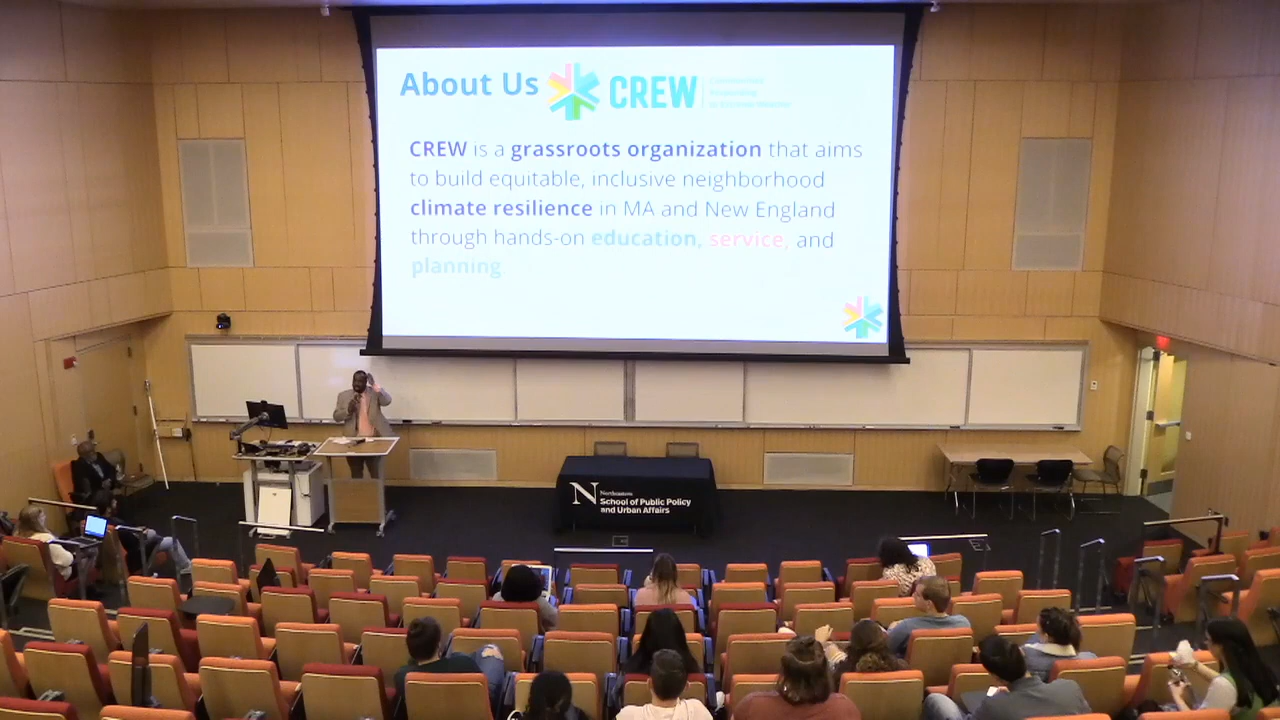 About Us
CREW
CREW is a grassroots organization that aims
to build equitable, inclusive neighborhood
climate resilience in MA and New England
through hands-on education, service, and
planning
N
Northeastern
School of Public Policy
and Urban Affairs